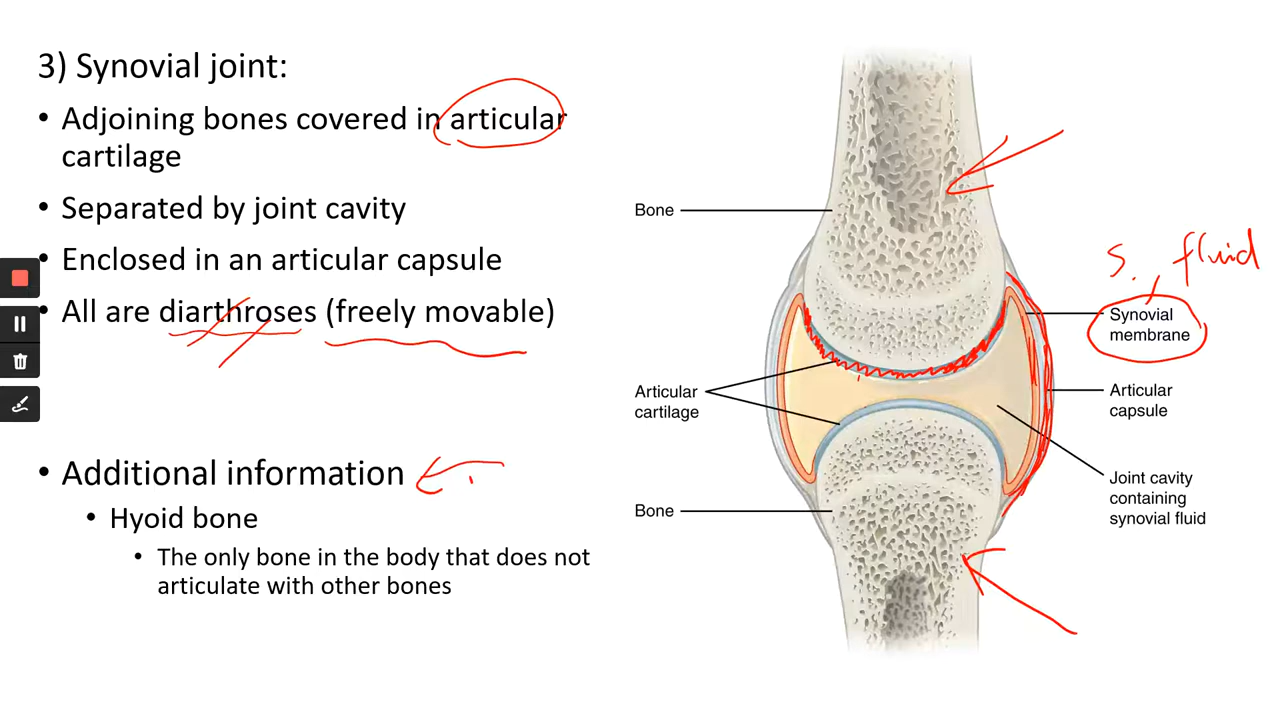 3) Synovial joint:
• Adjoining bones covered in articular
cartilage
• Separated by joint cavity
• Enclosed in an articular capsule
• All are diarthroses (freely movable)
• Additional information
• Hyoid bone
• The only bone in the body that does not
articulate with other bones
Bone
s. fluid
Synovial
membrane
Articular
cartilage
Articular
capsule
Joint cavity
containing
synovial fluid
Bone